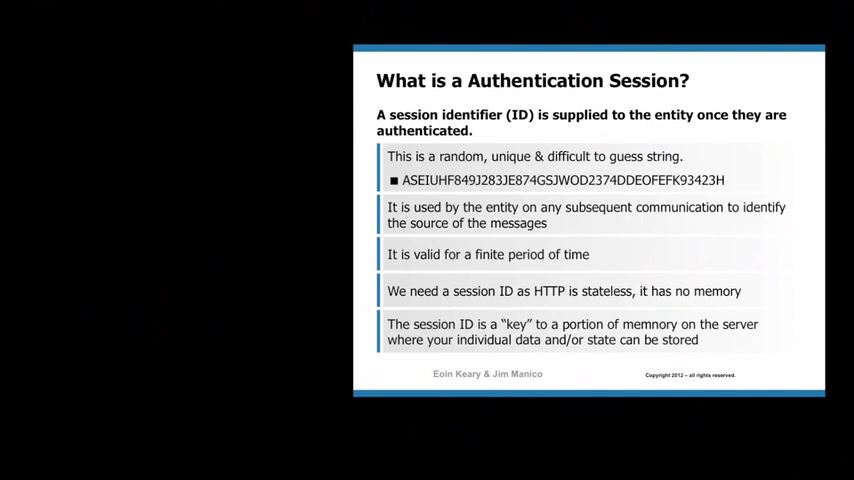 What is a Authentication Session?
A session identifier (ID) is supplied to the entity once they are
authenticated.
This is a random, unique & difficult to guess string.
■ ASEIUHF849J283JE874GSJWOD2374DDEOFEFK93423H
It is used by the entity on any subsequent communication to identify
the source of the messages
It is valid for a finite period of time
We need a session ID as HTTP is stateless, it has no memory
The session ID is a “key” to a portion of memnory on the server
where your individual data and/or state can be stored
Eoin Keary & Jim Manico
Copyright 2012 – all rights reserved.